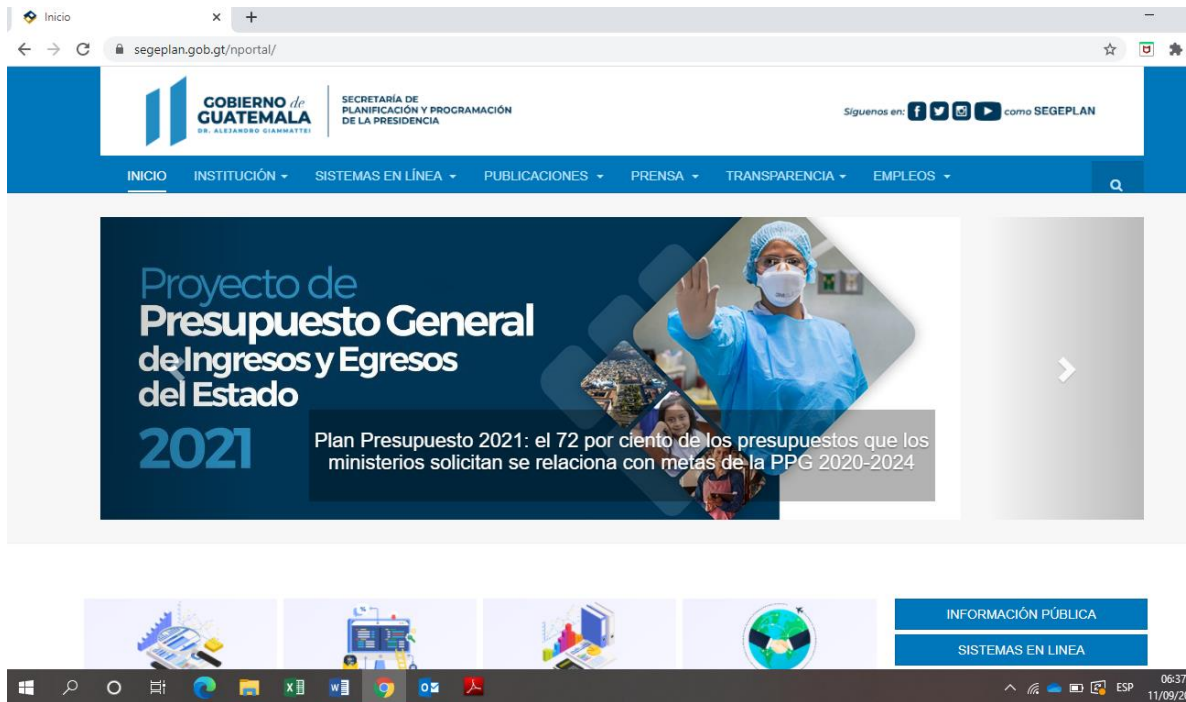 Inicio
segeplan.gob.gt/nportal/
GOBIERNO de
GUATEMALA
DR. ALEJANDRO GIAMMATTEI
SECRETARÍA DE
PLANIFICACIÓN Y PROGRAMACIÓN
DE LA PRESIDENCIA
Síguenos en: como SEGEPLAN
INICIO INSTITUCIÓN SISTEMAS EN LÍNEA PUBLICACIONES PRENSA TRANSPARENCIA EMPLEOS
Proyecto de
Presupuesto General
de Ingresos y Egresos
del Estado
2021
Plan Presupuesto 2021: el 72 por ciento de los presupuestos que los
ministerios solicitan se relaciona con metas de la PPG 2020-2024
INFORMACIÓN PÚBLICA
SISTEMAS EN LINEA
ESP
06:37
11/09/20